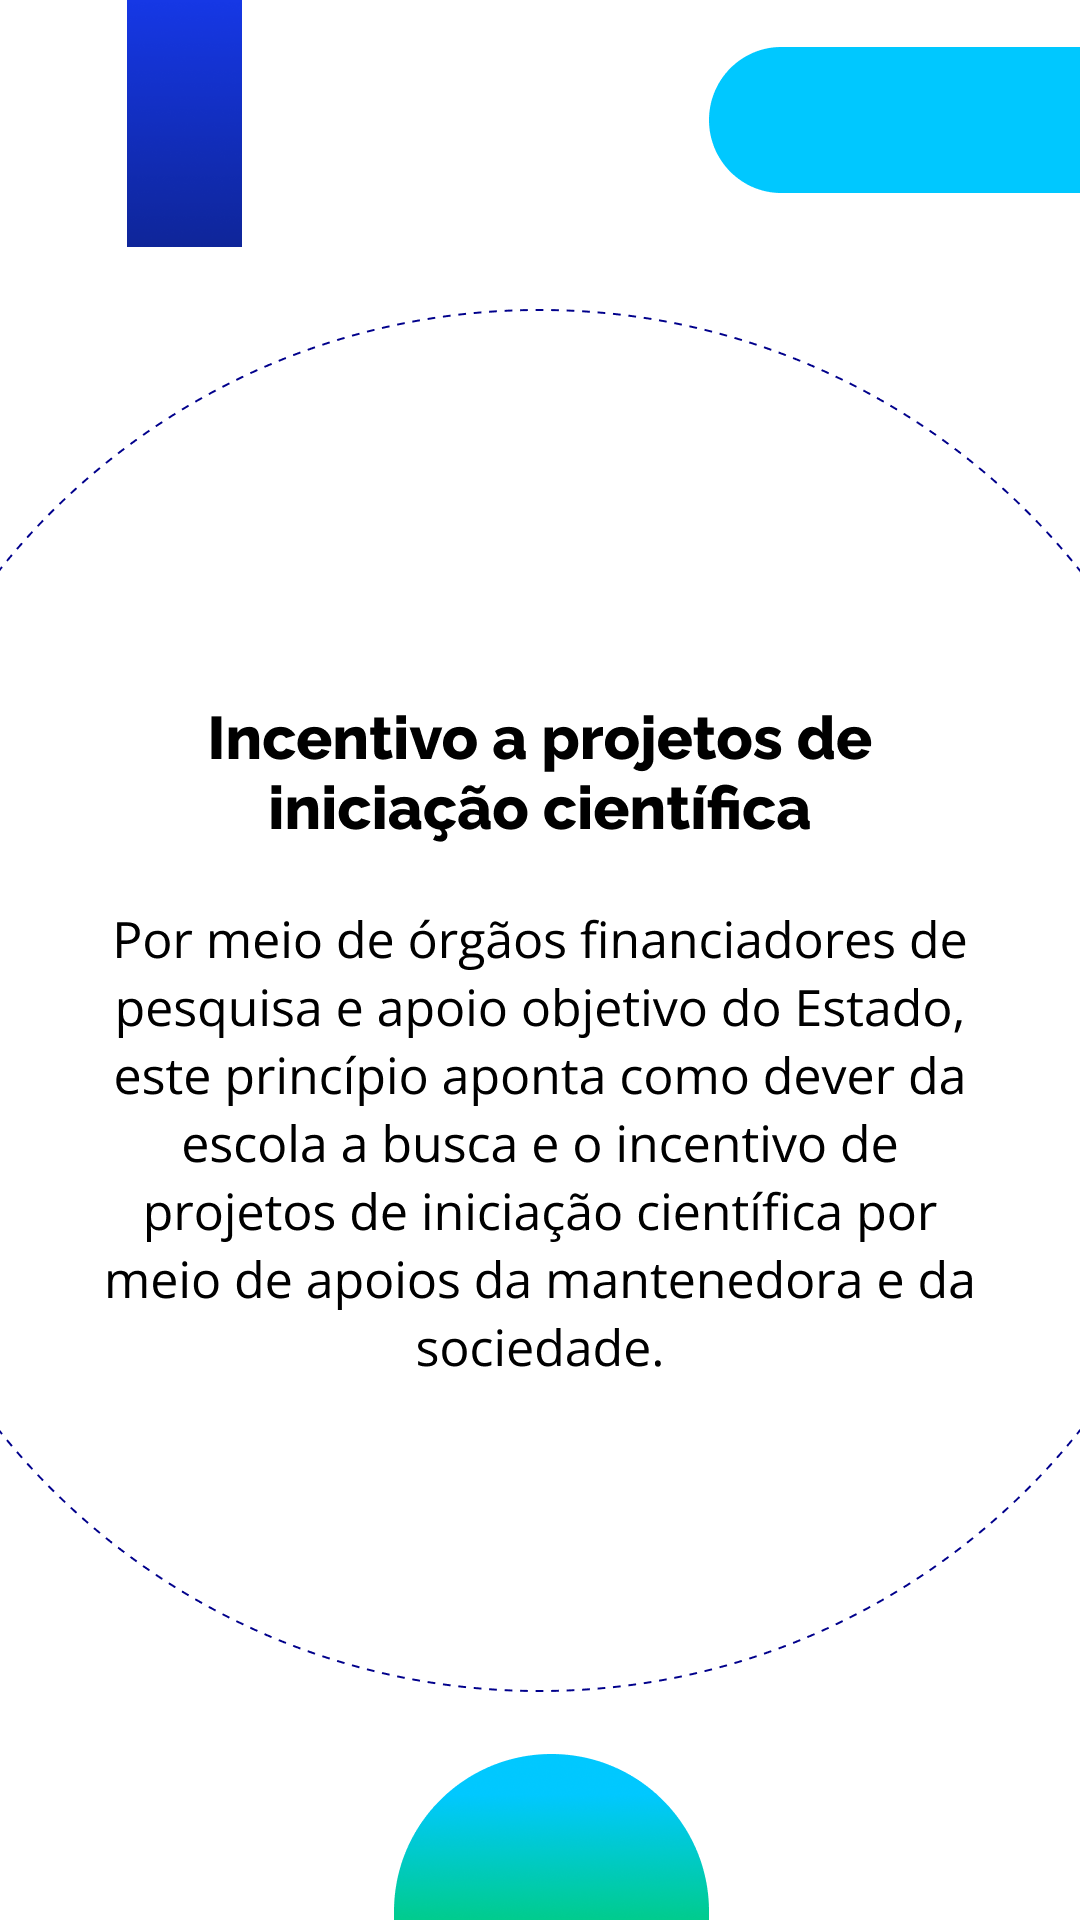 Incentivo a projetos de
iniciação científica
Por meio de órgãos financiadores de
pesquisa e apoio objetivo do Estado,
este princípio aponta como dever da
escola a busca e o incentivo de
projetos de iniciação científica por
meio de apoios da mantenedora e da
sociedade.